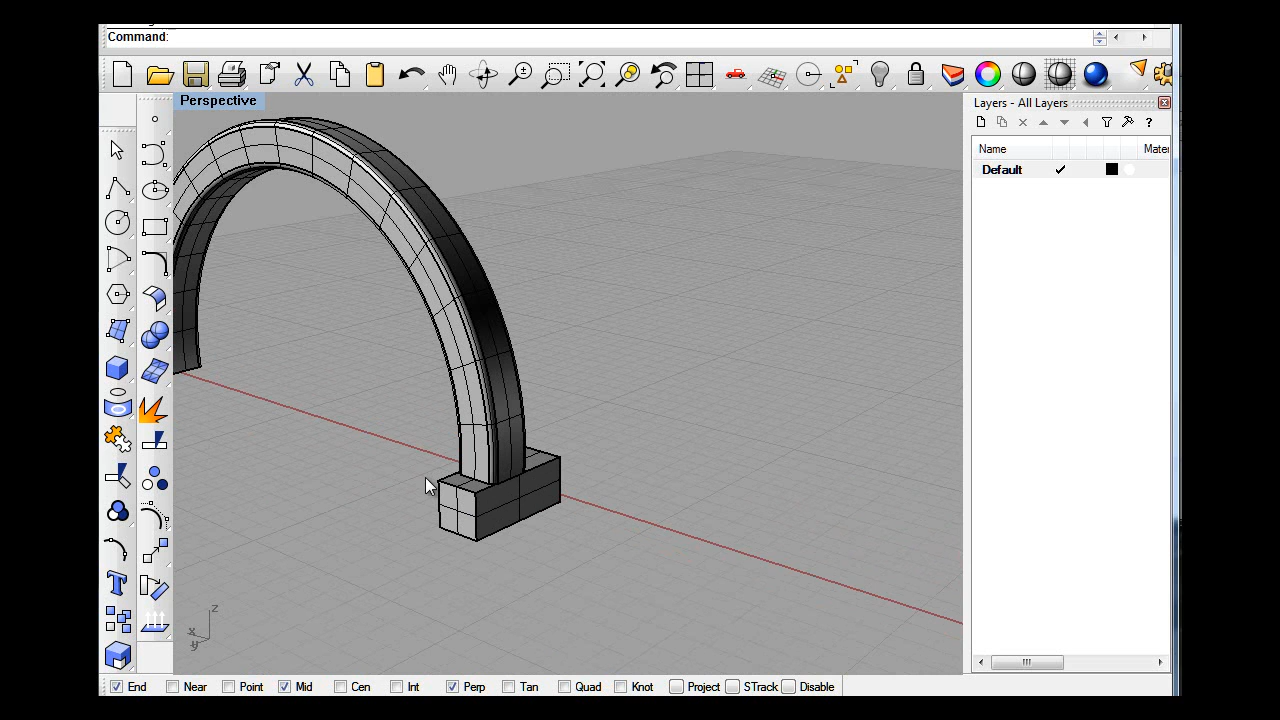 Command:
Perspective
Layers - All Layers
?
Name
Mater
Default
T
z
x
y
End Near Point Mid Cen Int Perp Tan Quad Knot Project STrack Disable